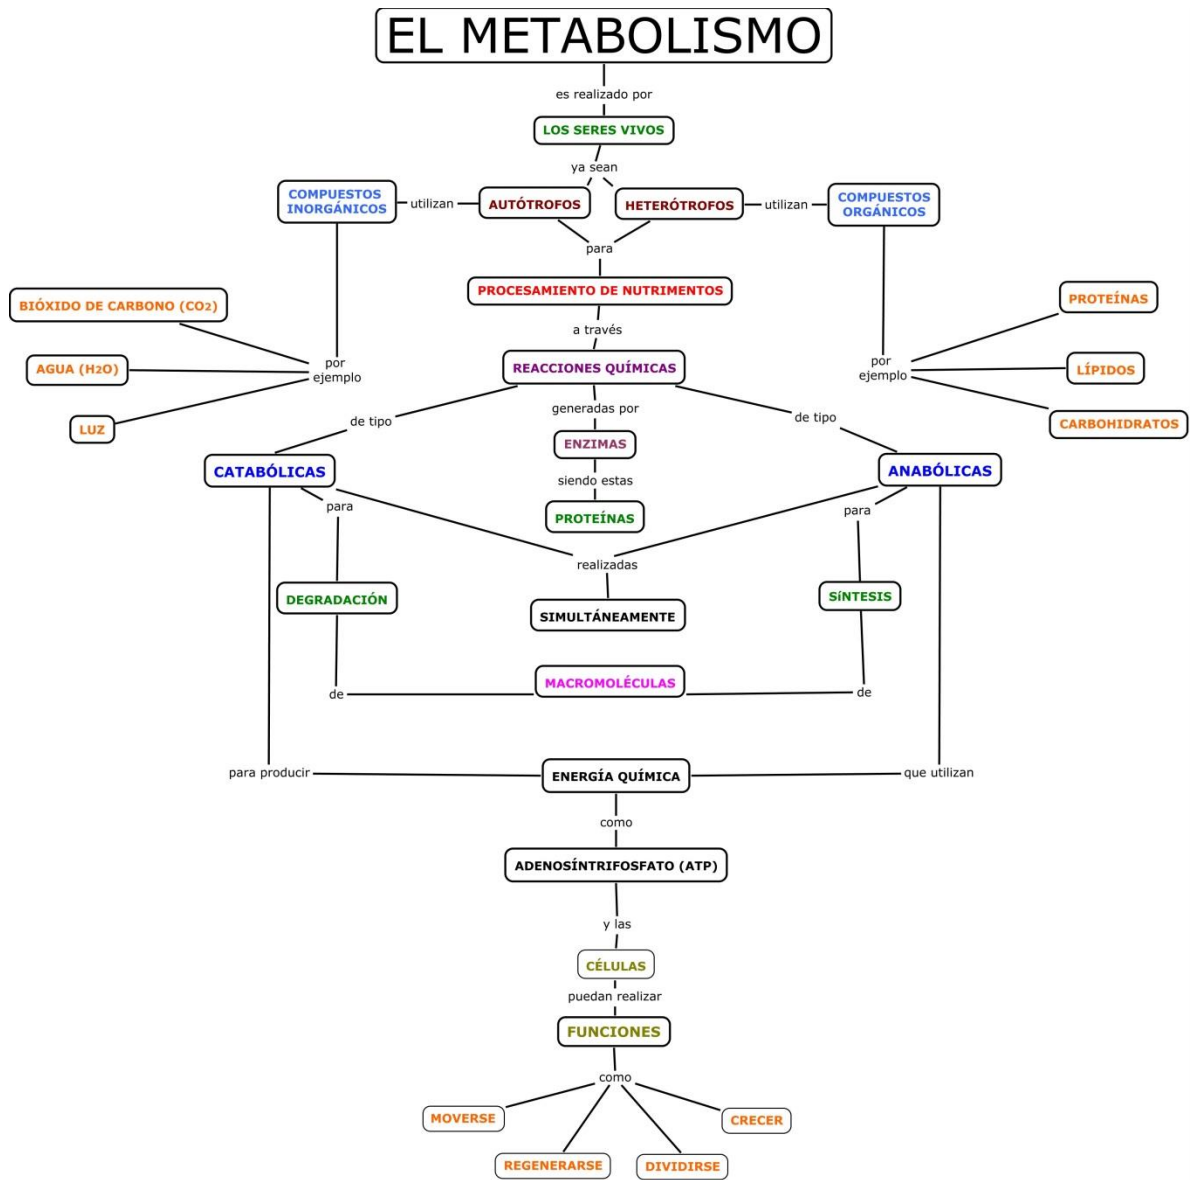 EL METABOLISMO
es realizado por
LOS SERES VIVOS
ya sean
COMPUESTOS
INORGÁNICOS
utilizan
AUTÓTROFOS
HETERÓTROFOS
utilizan
COMPUESTOS
ORGÁNICOS
para
PROCESAMIENTO DE NUTRIMENTOS
a través
BIÓXIDO DE CARBONO (CO2)
AGUA (H2O)
LUZ
por
ejemplo
REACCIONES QUÍMICAS
por
ejemplo
PROTEÍNAS
LÍPIDOS
CARBOHIDRATOS
de tipo
generadas por
de tipo
ENZIMAS
CATABÓLICAS
siendo estas
ANABÓLICAS
para
PROTEÍNAS
para
realizadas
DEGRADACIÓN
SIMULTÁNEAMENTE
SíNTESIS
de
MACROMOLÉCULAS
de
para producir
ENERGÍA QUÍMICA
que utilizan
como
ADENOSÍNTRIFOSFATO (ATP)
y las
CÉLULAS
puedan realizar
FUNCIONES
como
MOVERSE
REGENERARSE
DIVIDIRSE
CRECER